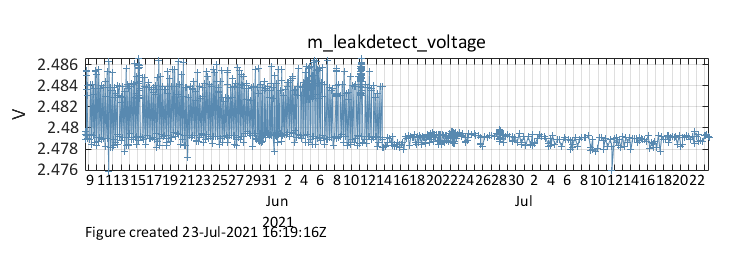 m_leakdetect_voltage
2.486
2.484
2.482
2.48
2.478
2.476
V
9 11 13 15 17 19 21 23 25 27 29 31 2 4 6 8 10 12 14 16 18 20 22 24 26 28 30 2 4 6 8 10 12 14 16 18 20 22
Jun Jul
2021
Figure created 23-Jul-2021 16:19:16Z